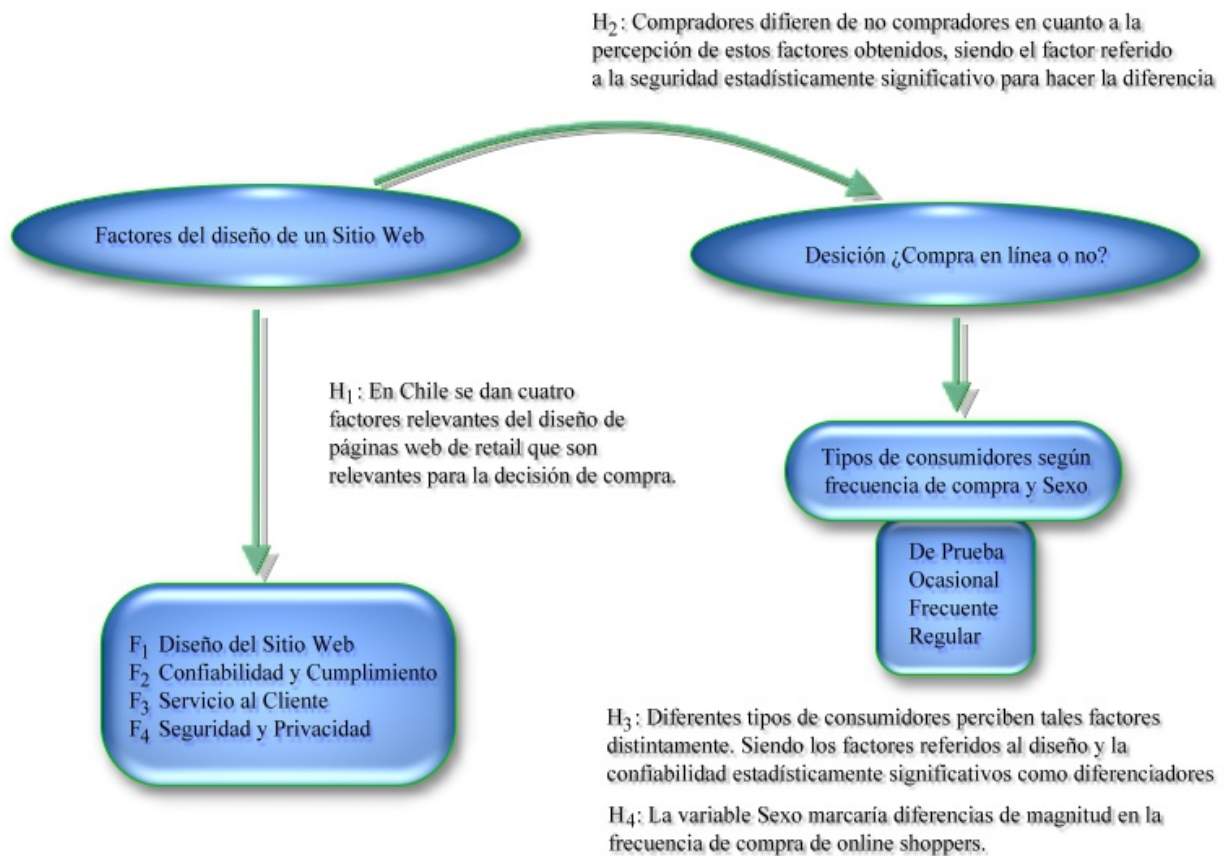 H2: Compradores difieren de no compradores en cuanto a la
percepción de estos factores obtenidos, siendo el factor referido
a la seguridad estadísticamente significativo para hacer la diferencia
Factores del diseño de un Sitio Web
Desición ¿Compra en línea o no?
H1: En Chile se dan cuatro
factores relevantes del diseño de
páginas web de retail que son
relevantes para la decisión de compra.
Tipos de consumidores según
frecuencia de compra y Sexo
De Prueba
Ocasional
Frecuente
Regular
F1 Diseño del Sitio Web
F2 Confiabilidad y Cumplimiento
F3 Servicio al Cliente
F4 Seguridad y Privacidad
H3: Diferentes tipos de consumidores perciben tales factores
distintamente. Siendo los factores referidos al diseño y la
confiabilidad estadísticamente significativos como diferenciadores
H4: La variable Sexo marcaría diferencias de magnitud en la
frecuencia de compra de online shoppers.